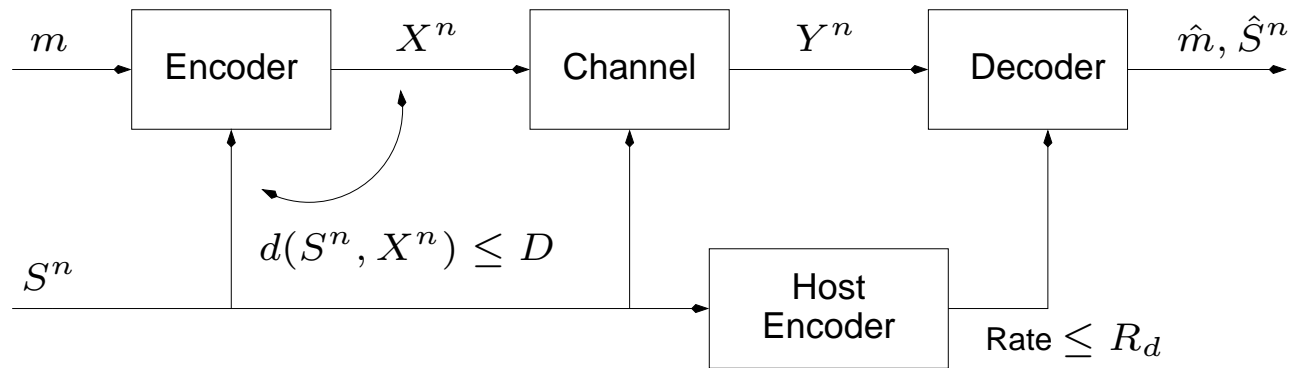 m
Encoder
X^n
Channel
Y^n
Decoder
m̂, Ŝ^n
d(S^n, X^n) ≤ D
S^n
Host
Encoder
Rate ≤ R_d